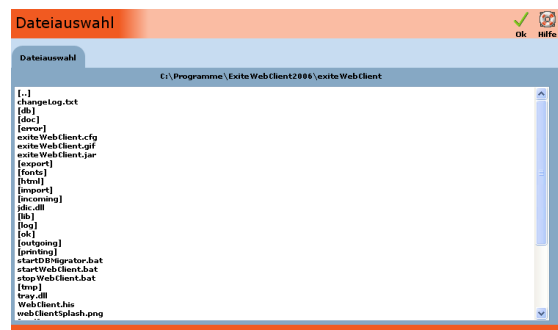 Dateiauswahl
Ok Hilfe
Dateiauswahl
C:\Programme\ExiteWebClient2006\exiteWebClient
[..]
changeLog.txt
[db]
[doc]
[error]
exiteWebClient.cfg
exiteWebClient.gif
exiteWebClient.jar
[export]
[fonts]
[html]
[import]
[incoming]
jdic.dll
[lib]
[log]
[ok]
[outgoing]
[printing]
startDBMigrator.bat
startWebClient.bat
stopWebClient.bat
[tmp]
tray.dll
WebClient.his
webClientSplash.png